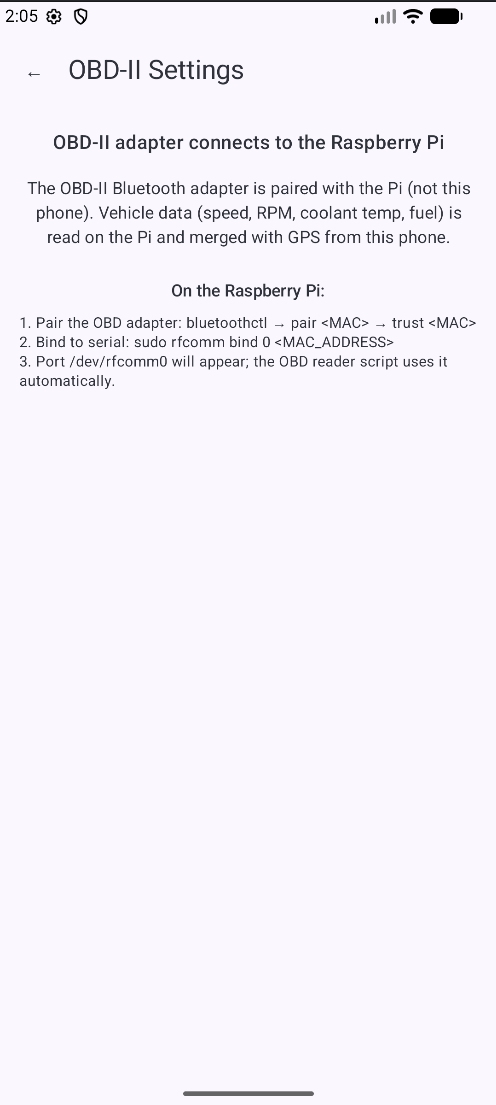 2:05
← OBD-II Settings
OBD-II adapter connects to the Raspberry Pi
The OBD-II Bluetooth adapter is paired with the Pi (not this
phone). Vehicle data (speed, RPM, coolant temp, fuel) is
read on the Pi and merged with GPS from this phone.
On the Raspberry Pi:
1. Pair the OBD adapter: bluetoothctl → pair <MAC> → trust <MAC>
2. Bind to serial: sudo rfcomm bind 0 <MAC_ADDRESS>
3. Port /dev/rfcomm0 will appear; the OBD reader script uses it
automatically.